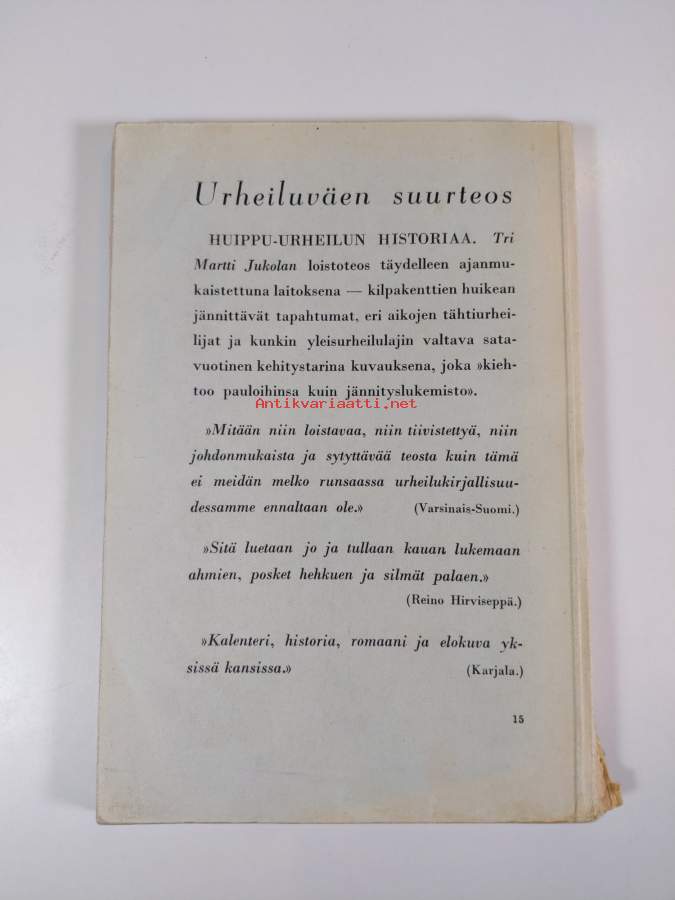 Urheiluväen suurteos
HUIPPU-URHEILUN HISTORIAA. Tri
Martti Jukolan loistoteos täydelleen ajanmu-
kaistettuna laitoksena — kilpakenttien huikean
jännittävät tapahtumat, eri aikojen tähtiurhei-
lijat ja kunkin yleisurheilulajin valtava sata-
vuotinen kehitystarina kuvauksena, joka »kieh-
too pauloihinsa kuin jännityslukemisto».
Antikvariaatti.net
»Mitään niin loistavaa, niin tiivistettyä, niin
johdonmukaista ja sytyttävää teosta kuin tämä
ei meidän melko runsaassa urheilukirjallisuu-
dessamme ennaltaan ole.» (Varsinais-Suomi.)
»Sitä luetaan jo ja tullaan kauan lukemaan
ahmien, posket hehkuen ja silmät palaen.»
(Reino Hirviseppä.)
»Kalenteri, historia, romaani ja elokuva yk-
sissä kansissa.» (Karjala.)
15